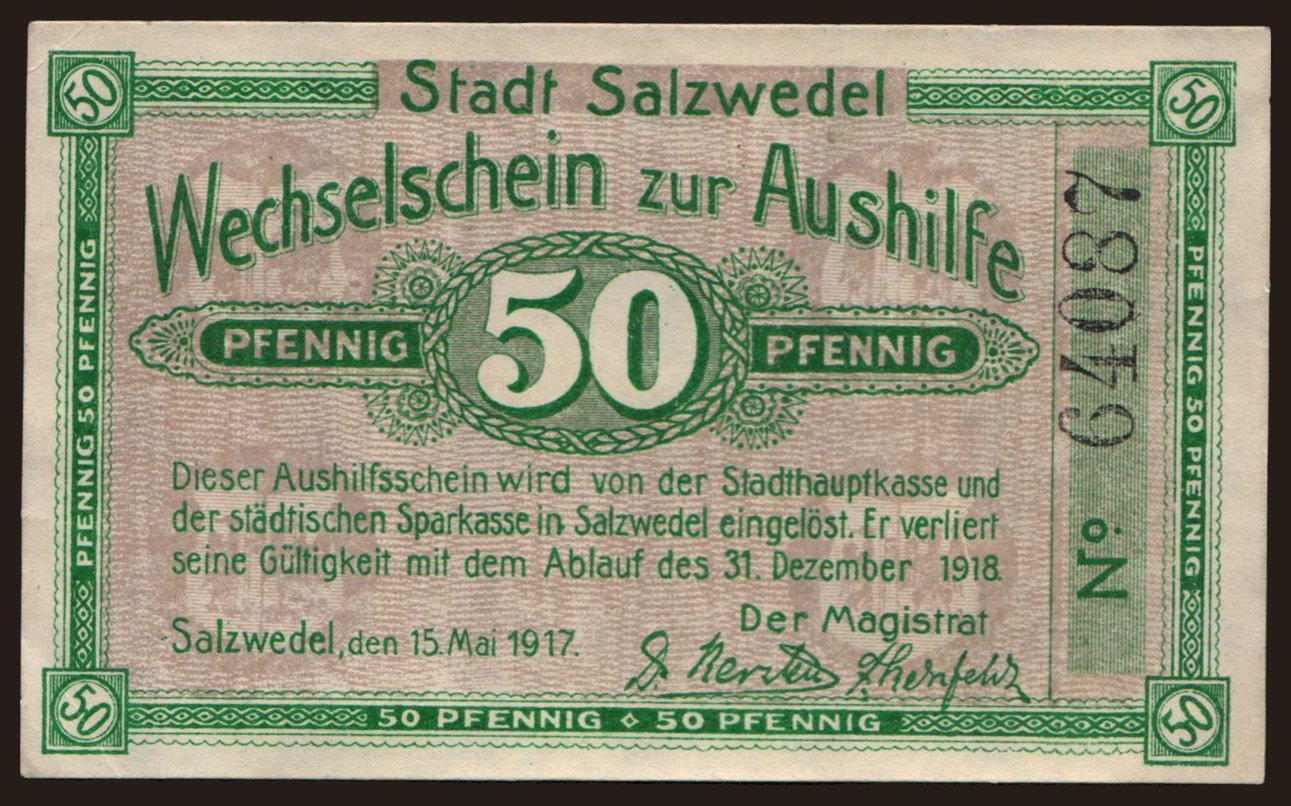 50
50
Stadt Salzwedel
Wechselschein zur Aushilfe
PFENNIG 50 PFENNIG
Dieser Aushilfsschein wird von der Stadthauptkasse und
der städtischen Sparkasse in Salzwedel eingelöst. Er verliert
seine Gültigkeit mit dem Ablauf des 31. Dezember 1918.
Der Magistrat
Salzwedel, den 15. Mai 1917.
No. 64087
PFENNIG 50 PFENNIG
PFENNIG 50 PFENNIG
50
50 PFENNIG ⋄ 50 PFENNIG
50